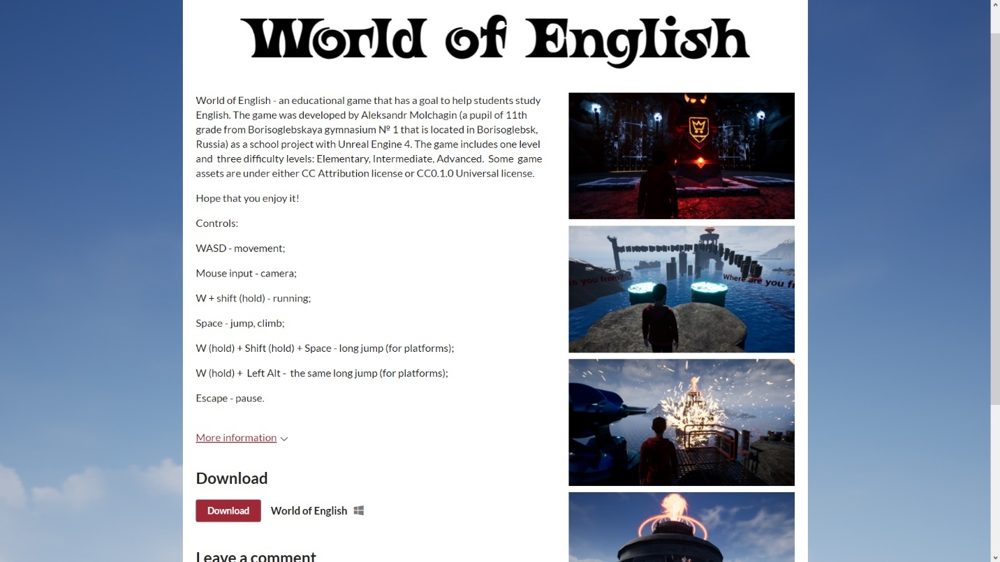 World of English
World of English - an educational game that has a goal to help students study
English. The game was developed by Aleksandr Molchagin (a pupil of 11th
grade from Borisoglebskaya gymnasium № 1 that is located in Borisoglebsk,
Russia) as a school project with Unreal Engine 4. The game includes one level
and three difficulty levels: Elementary, Intermediate, Advanced. Some game
assets are under either CC Attribution license or CC0.1.0 Universal license.
Hope that you enjoy it!
Controls:
WASD - movement;
Mouse input - camera;
W + shift (hold) - running;
Space - jump, climb;
W (hold) + Shift (hold) + Space - long jump (for platforms);
W (hold) + Left Alt - the same long jump (for platforms);
Escape - pause.
More information
Download
Download World of English
Leave a comment
is you from?
Where are you fr